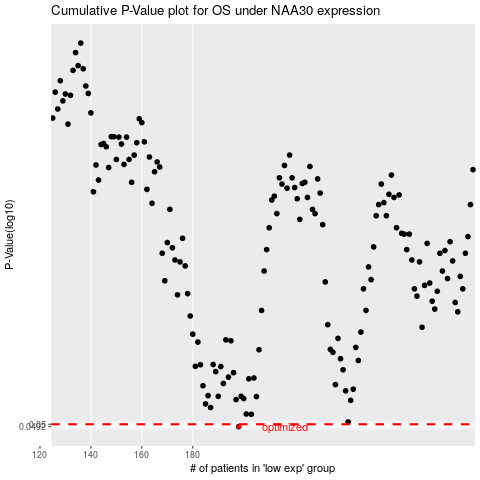 Cumulative P-Value plot for OS under NAA30 expression
P-Value(log10)
0.05
0.0492
optimized
120 140 160 180
# of patients in 'low exp' group